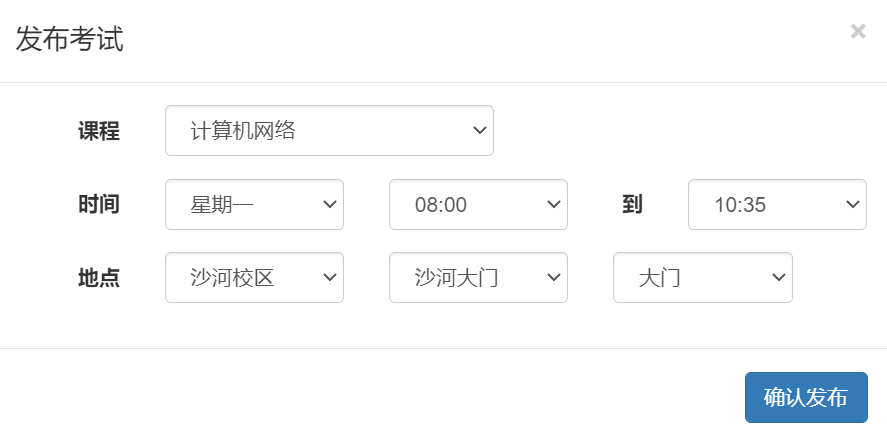 发布考试 ×
课程 计算机网络
时间 星期一 08:00 到 10:35
地点 沙河校区 沙河大门 大门
确认发布